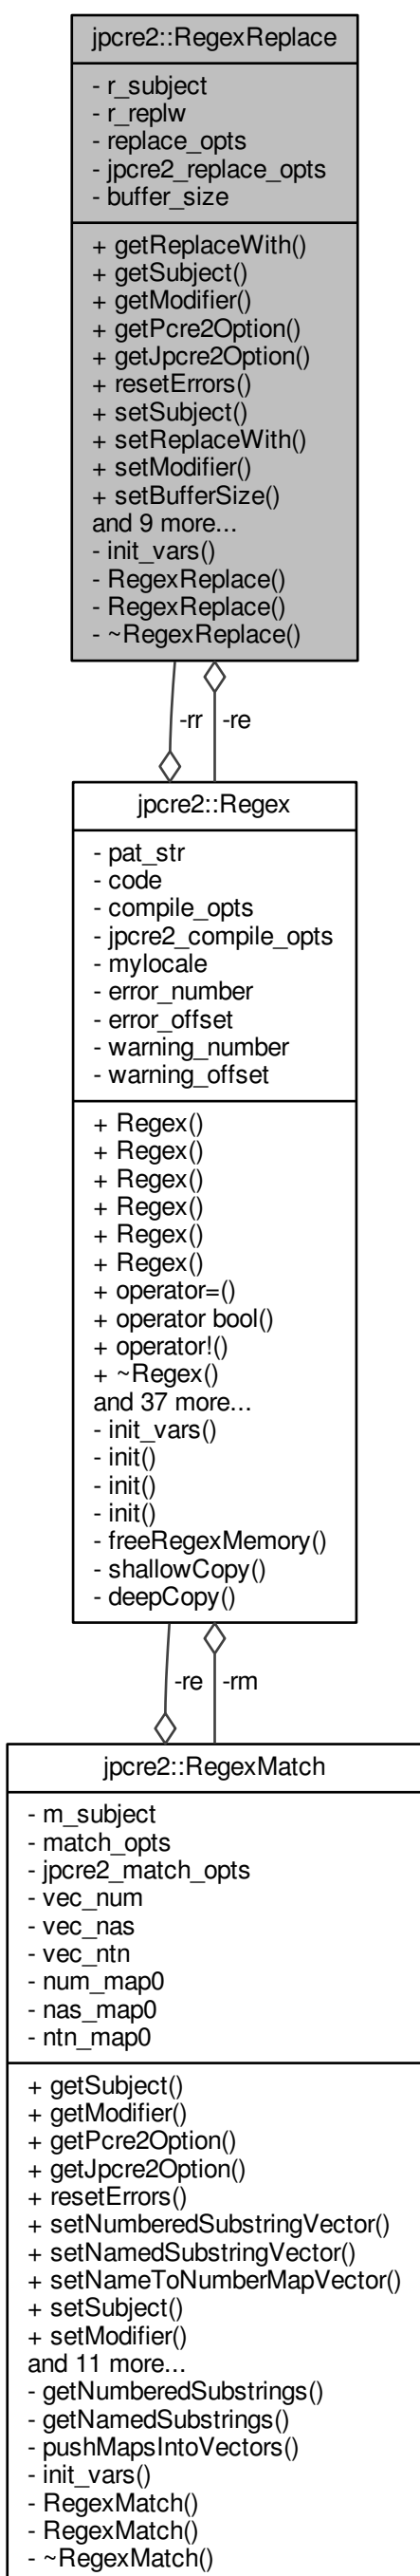 jpcre2::RegexReplace
- r_subject
- r_replw
- replace_opts
- jpcre2_replace_opts
- buffer_size
+ getReplaceWith()
+ getSubject()
+ getModifier()
+ getPcre2Option()
+ getJpcre2Option()
+ resetErrors()
+ setSubject()
+ setReplaceWith()
+ setModifier()
+ setBufferSize()
and 9 more...
- init_vars()
- RegexReplace()
- RegexReplace()
- ~RegexReplace()
-rr -re
jpcre2::Regex
- pat_str
- code
- compile_opts
- jpcre2_compile_opts
- mylocale
- error_number
- error_offset
- warning_number
- warning_offset
+ Regex()
+ Regex()
+ Regex()
+ Regex()
+ Regex()
+ Regex()
+ operator=()
+ operator bool()
+ operator!()
+ ~Regex()
and 37 more...
- init_vars()
- init()
- init()
- init()
- freeRegexMemory()
- shallowCopy()
- deepCopy()
-re -rm
jpcre2::RegexMatch
- m_subject
- match_opts
- jpcre2_match_opts
- vec_num
- vec_nas
- vec_ntn
- num_map0
- nas_map0
- ntn_map0
+ getSubject()
+ getModifier()
+ getPcre2Option()
+ getJpcre2Option()
+ resetErrors()
+ setNumberedSubstringVector()
+ setNamedSubstringVector()
+ setNameToNumberMapVector()
+ setSubject()
+ setModifier()
and 11 more...
- getNumberedSubstrings()
- getNamedSubstrings()
- pushMapsIntoVectors()
- init_vars()
- RegexMatch()
- RegexMatch()
- ~RegexMatch()